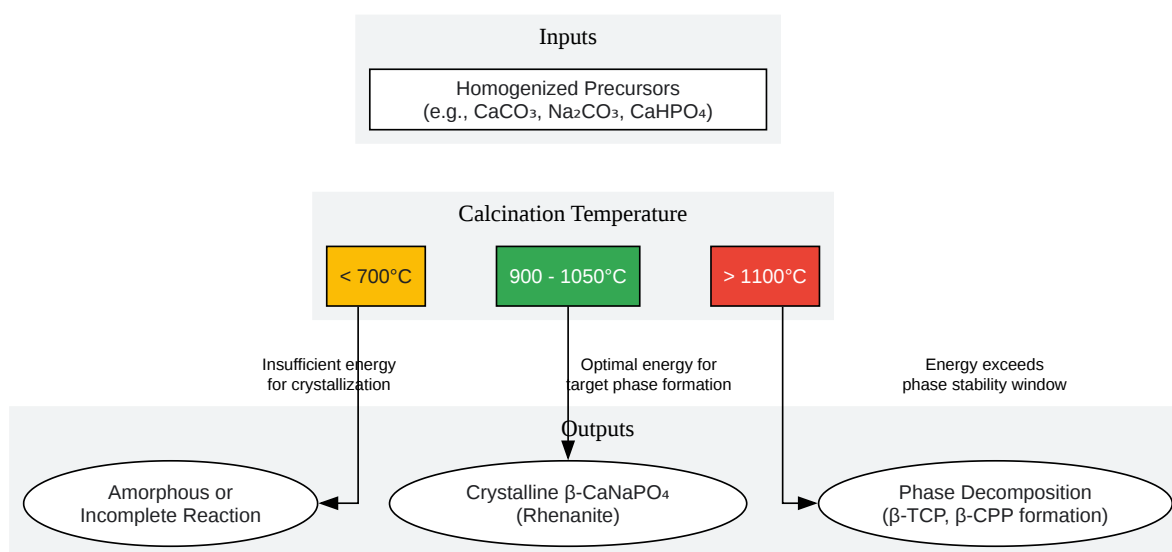 Inputs
Homogenized Precursors
(e.g., CaCO₃, Na₂CO₃, CaHPO₄)
Calcination Temperature
< 700°C
900 - 1050°C
> 1100°C
Insufficient energy
for crystallization
Optimal energy for
target phase formation
Energy exceeds
phase stability window
Outputs
Amorphous or
Incomplete Reaction
Crystalline β-CaNaPO₄
(Rhenanite)
Phase Decomposition
(β-TCP, β-CPP formation)